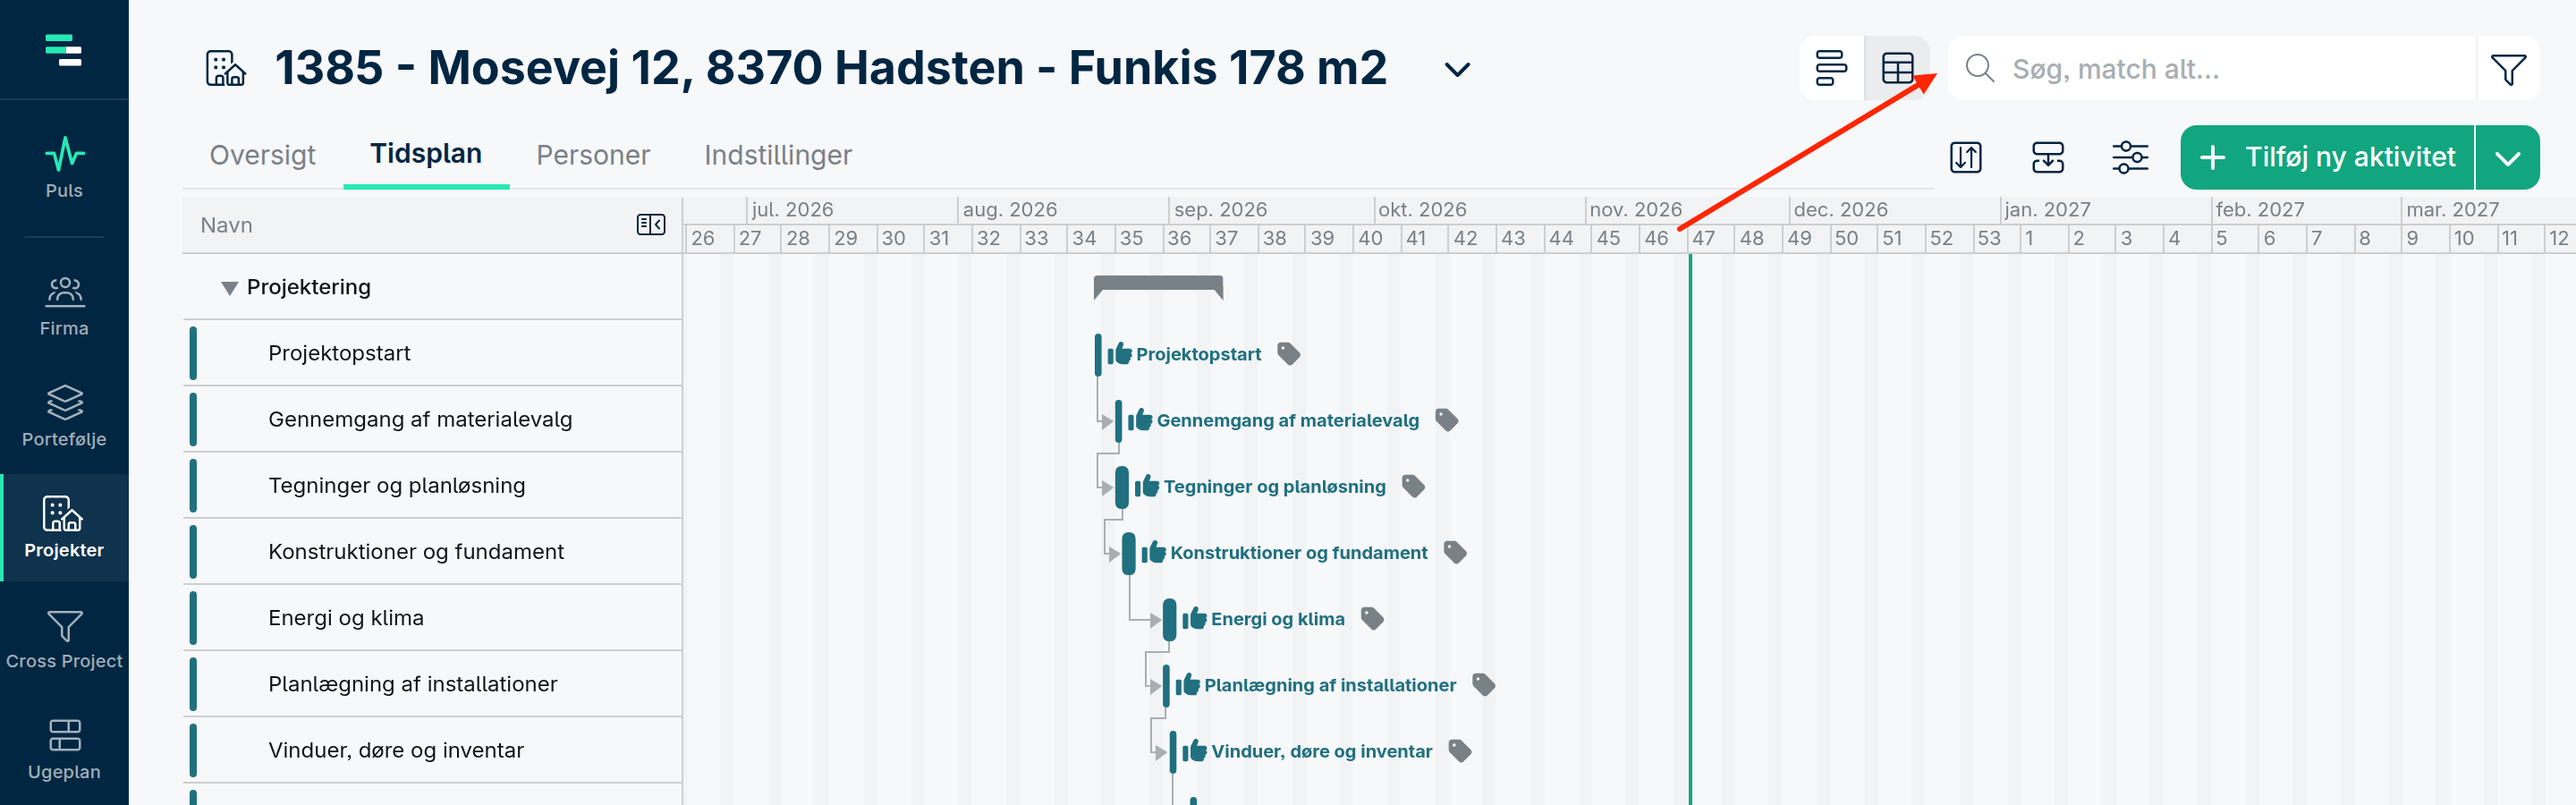 1385 - Mosevej 12, 8370 Hadsten - Funkis 178 m2
Søg, match alt...
Oversigt Tidsplan Personer Indstillinger
Tilføj ny aktivitet
Puls
Firma
Portefølje
Projekter
Cross Project
Ugeplan
Navn
jul. 2026 aug. 2026 sep. 2026 okt. 2026 nov. 2026 dec. 2026 jan. 2027 feb. 2027 mar. 2027
26 27 28 29 30 31 32 33 34 35 36 37 38 39 40 41 42 43 44 45 46 47 48 49 50 51 52 53 1 2 3 4 5 6 7 8 9 10 11 12
Projektering
Projektopstart Projektopstart
Gennemgang af materialevalg Gennemgang af materialevalg
Tegninger og planløsning Tegninger og planløsning
Konstruktioner og fundament Konstruktioner og fundament
Energi og klima Energi og klima
Planlægning af installationer Planlægning af installationer
Vinduer, døre og inventar Vinduer, døre og inventar